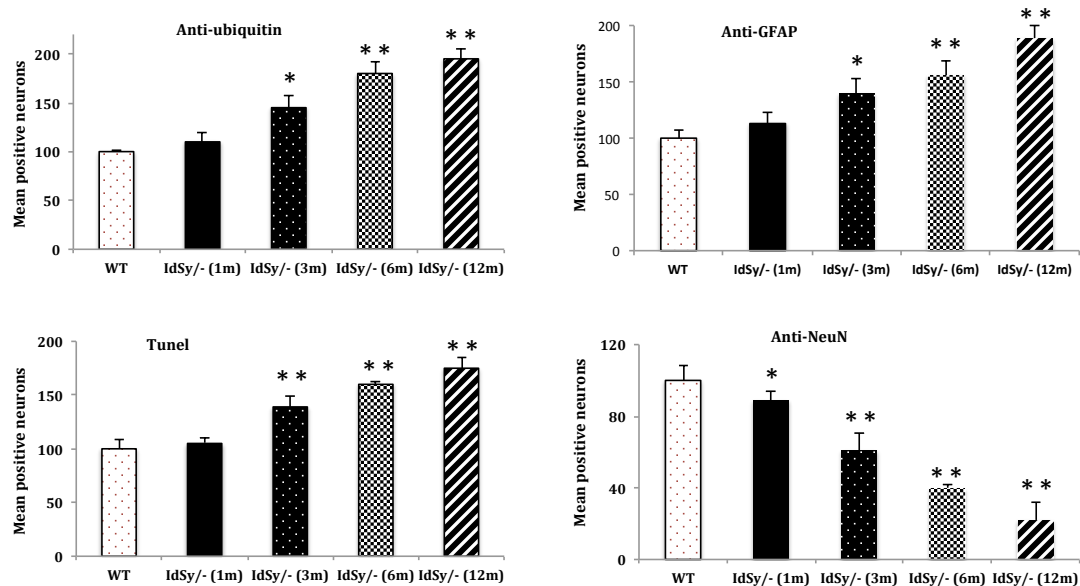 Anti-ubiquitin
* *
* *
*
200
150
100
50
0
Mean positive neurons
WT IdSy/- (1m) IdSy/- (3m) IdSy/- (6m) IdSy/- (12m)
Anti-GFAP
* *
* *
*
200
150
100
50
0
Mean positive neurons
WT IdSy/- (1m) IdSy/- (3m) IdSy/- (6m) IdSy/- (12m)
Tunel
* *
* *
* *
200
150
100
50
0
Mean positive neurons
WT IdSy/- (1m) IdSy/- (3m) IdSy/- (6m) IdSy/- (12m)
Anti-NeuN
*
* *
* *
* *
120
80
40
0
Mean positive neurons
WT IdSy/- (1m) IdSy/- (3m) IdSy/- (6m) IdSy/- (12m)